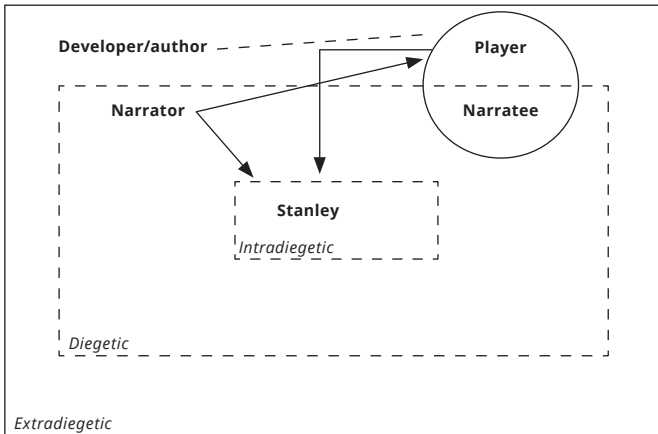 Developer/author
Player
Narrator
Narratee
Stanley
Intradiegetic
Diegetic
Extradiegetic